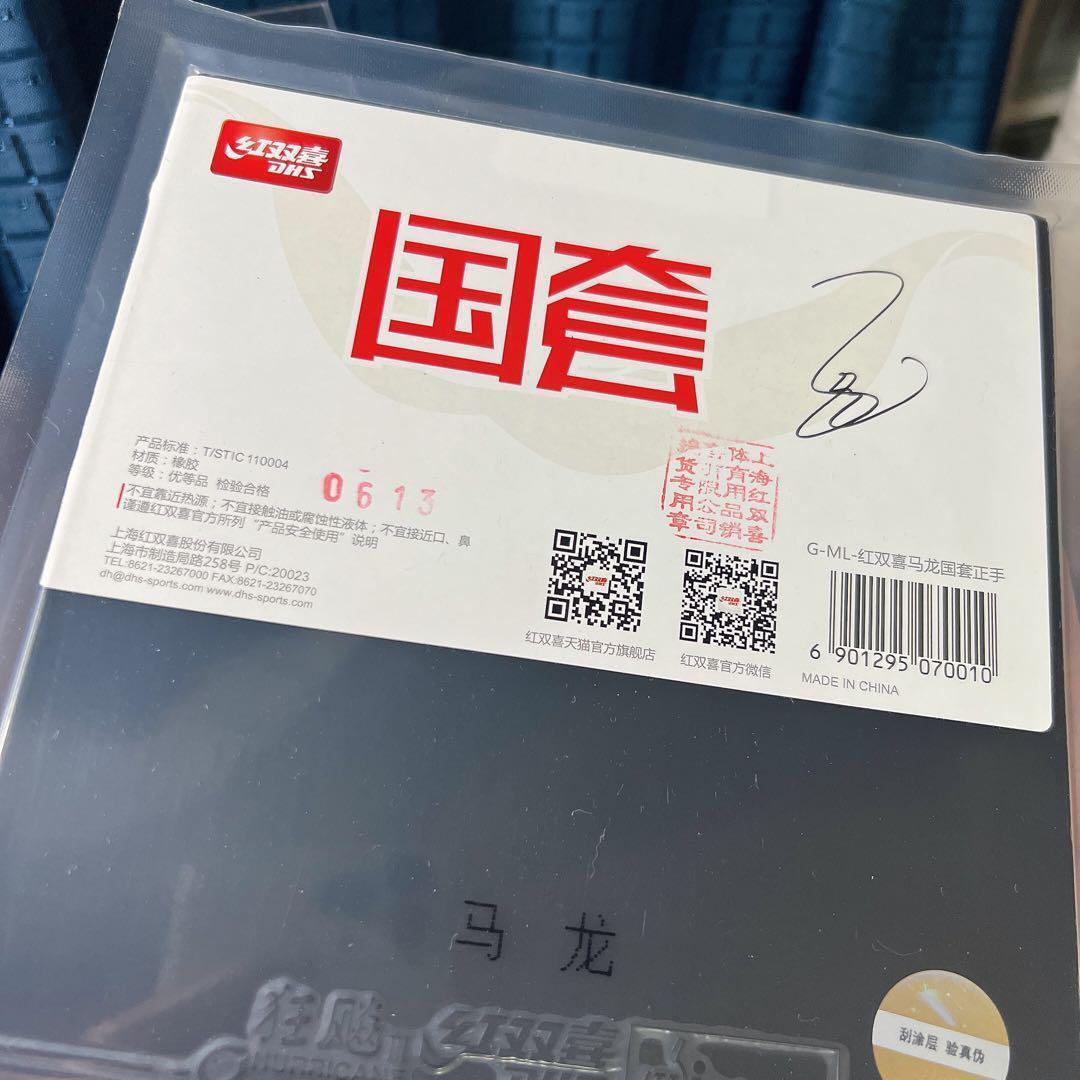 红双喜
DHS
国套
产品标准：T/STIC 110004
材质：橡胶
等级：优等品 检验合格
0613
不宜靠近热源；不宜接触油或腐蚀性液体；不宜接近口、鼻
谨遵红双喜官方所列“产品安全使用”说明
上海红双喜股份有限公司
上海市制造局路258号 P/C:20023
TEL:8621-23267000 FAX:8621-23267070
dh@dhs-sports.com www.dhs-sports.com
上海红双喜
体育用品销
售有限公司
货专用章
红双喜天猫官方旗舰店
红双喜官方微信
G-ML-红双喜马龙国套正手
6 901295 070010
MADE IN CHINA
马 龙
狂飚
HURRICANE
红双喜
DHS
刮涂层 验真伪